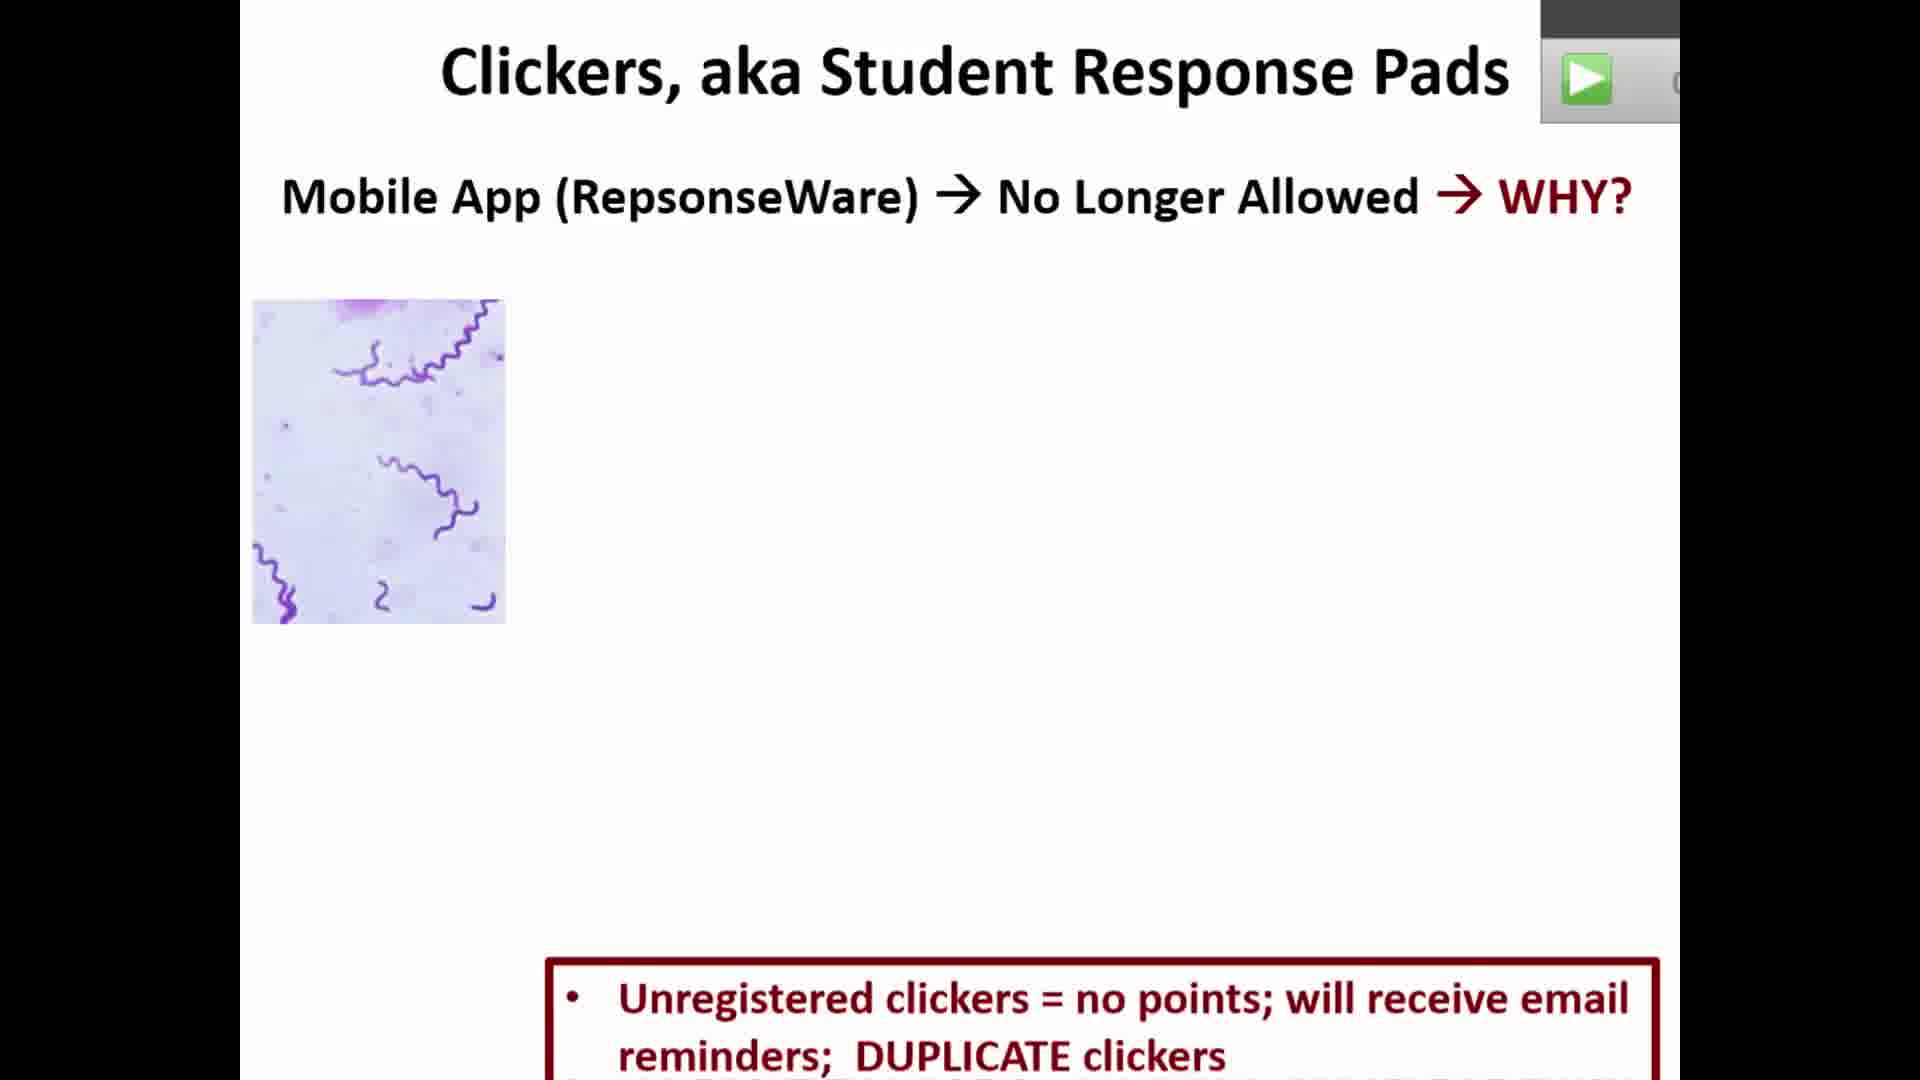 Clickers, aka Student Response Pads
Mobile App (RepsonseWare) → No Longer Allowed → WHY?
• Unregistered clickers = no points; will receive email
reminders; DUPLICATE clickers